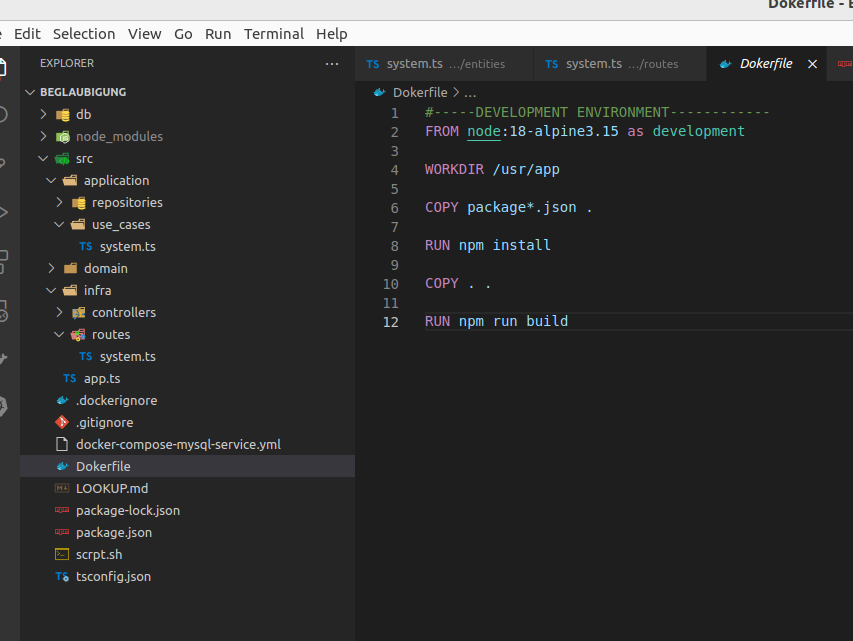 Dokerfile - B
Edit Selection View Go Run Terminal Help
EXPLORER ...
BEGLAUBIGUNG
db
node_modules
src
application
repositories
use_cases
TS system.ts
domain
infra
controllers
routes
TS system.ts
TS app.ts
.dockerignore
.gitignore
docker-compose-mysql-service.yml
Dokerfile
LOOKUP.md
package-lock.json
package.json
scrpt.sh
TS tsconfig.json
TS system.ts .../entities TS system.ts .../routes Dokerfile
Dokerfile > ...
1 #-----DEVELOPMENT ENVIRONMENT------------
2 FROM node:18-alpine3.15 as development
3
4 WORKDIR /usr/app
5
6 COPY package*.json .
7
8 RUN npm install
9
10 COPY . .
11
12 RUN npm run build